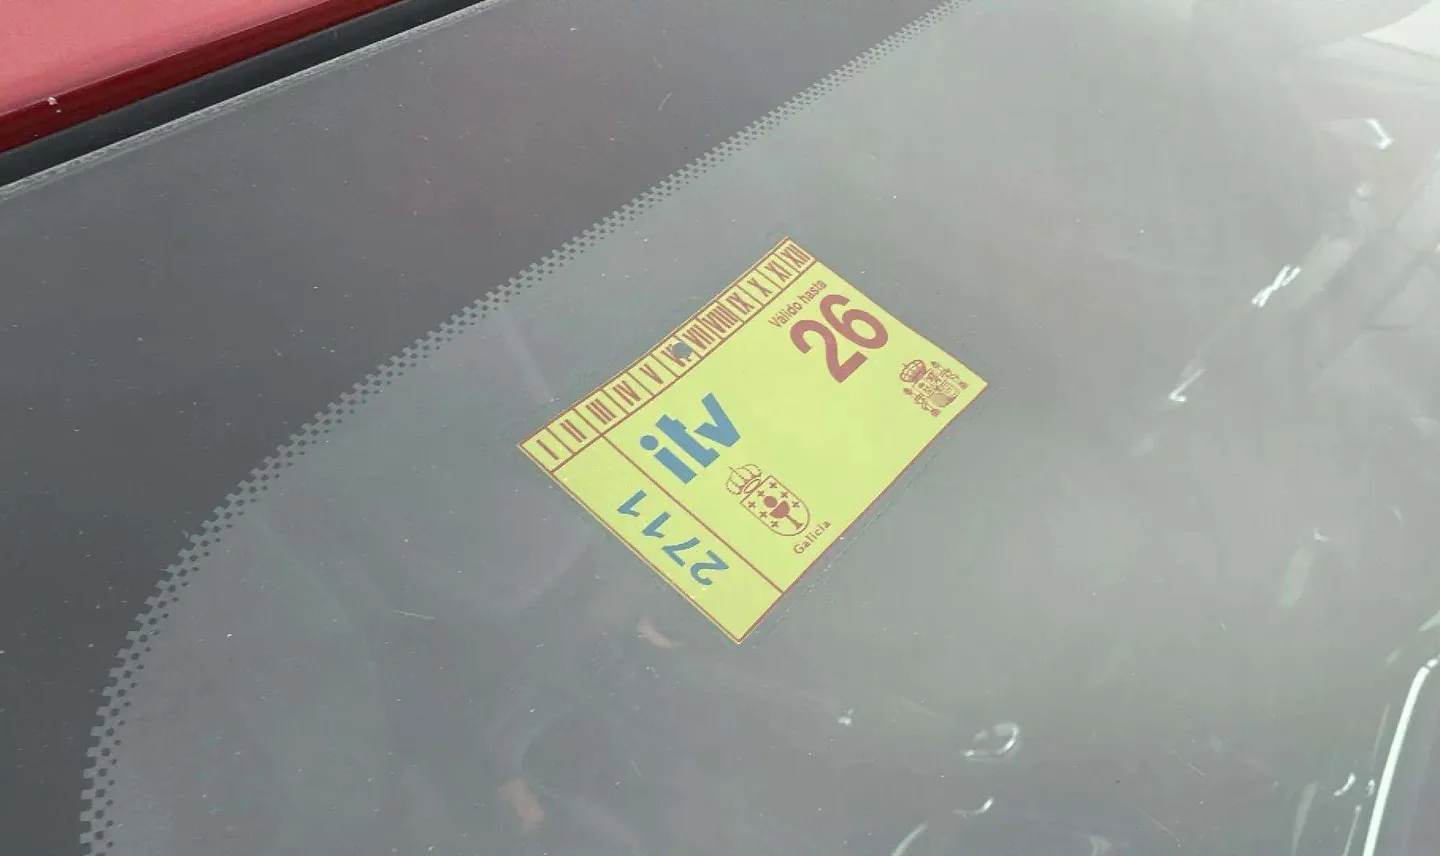 I II III IV V VI VII VIII IX X XI XII
Válido hasta
26
itv
Galicia
2711